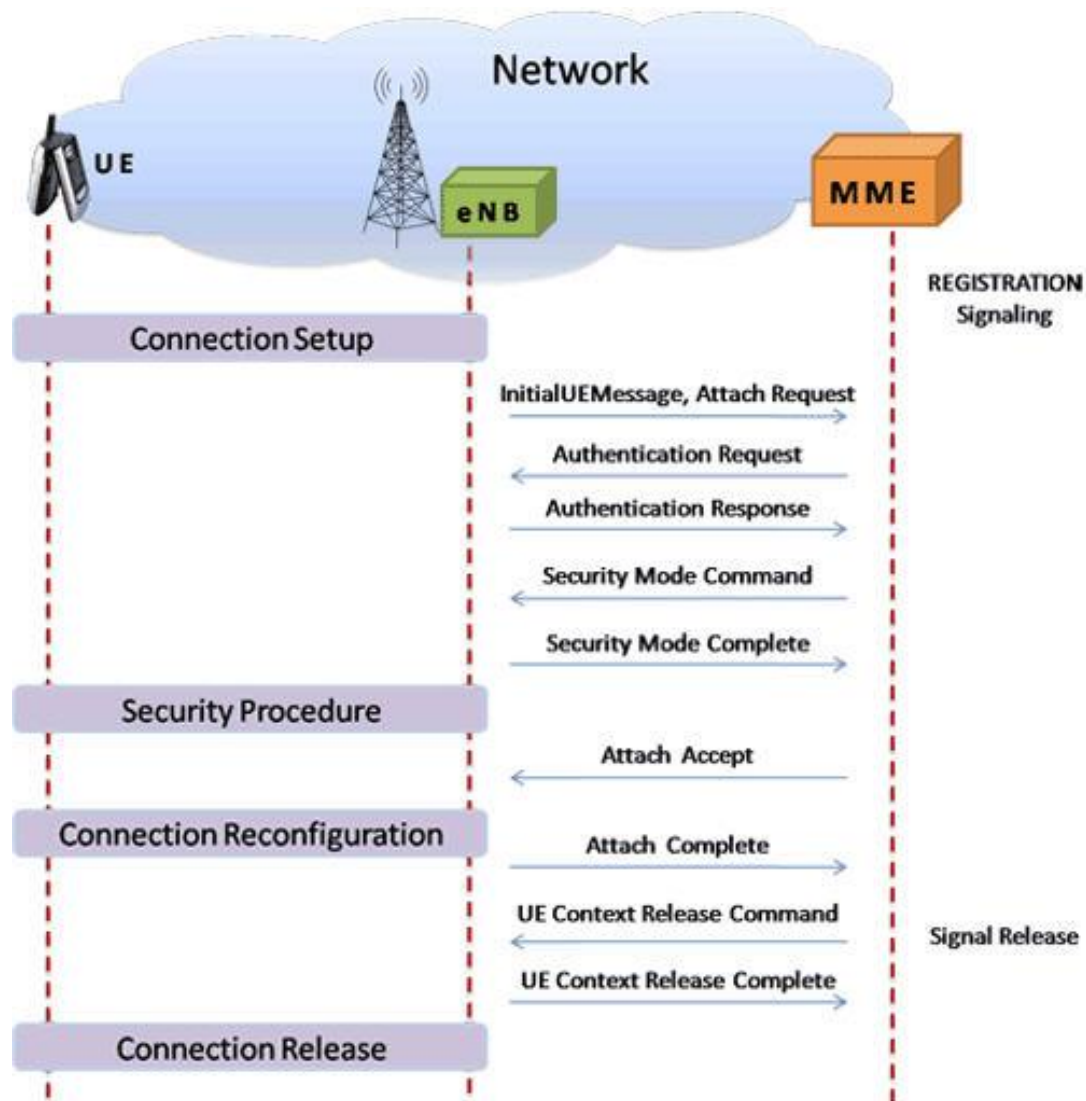 Network
UE
eNB
MME
REGISTRATION
Signaling
Connection Setup
InitialUEMessage, Attach Request
Authentication Request
Authentication Response
Security Mode Command
Security Mode Complete
Security Procedure
Attach Accept
Connection Reconfiguration
Attach Complete
UE Context Release Command
Signal Release
UE Context Release Complete
Connection Release